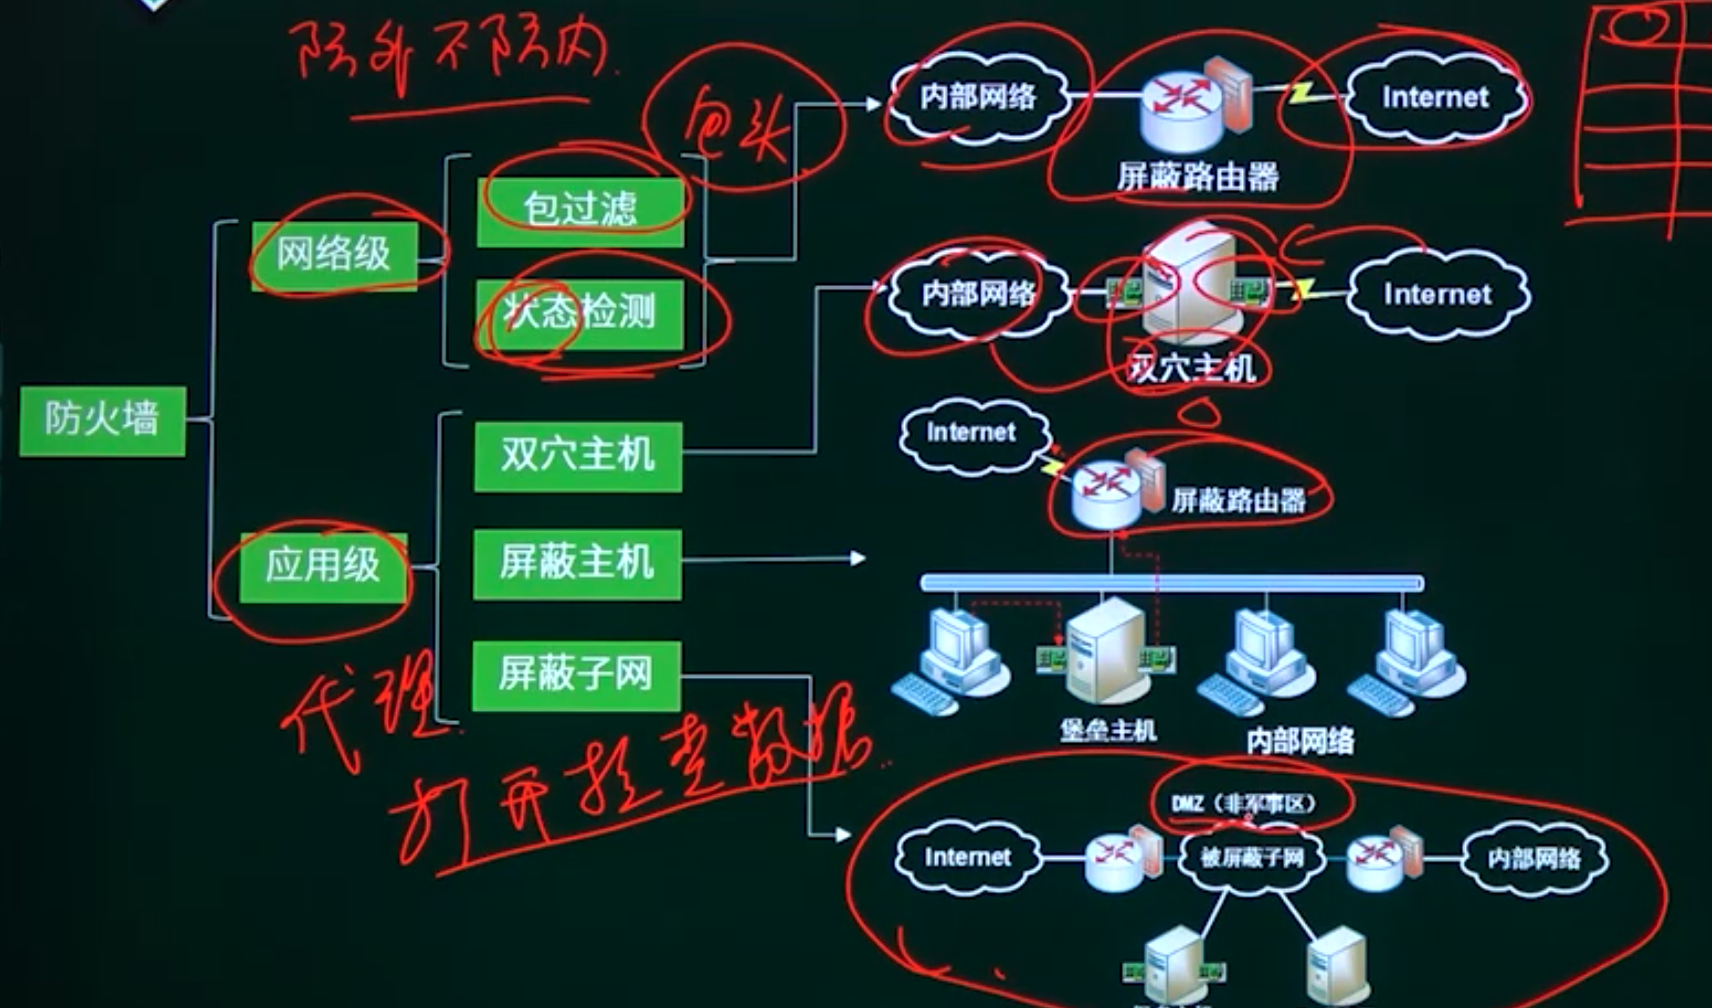 防外不防内.
包头
内部网络
Internet
屏蔽路由器
包过滤
网络级
状态检测
内部网络
Internet
双穴主机
防火墙
Internet
双穴主机
屏蔽路由器
应用级
屏蔽主机
屏蔽子网
代理.
堡垒主机
内部网络
打开检查数据..
DMZ（非军事区）
Internet
被屏蔽子网
内部网络